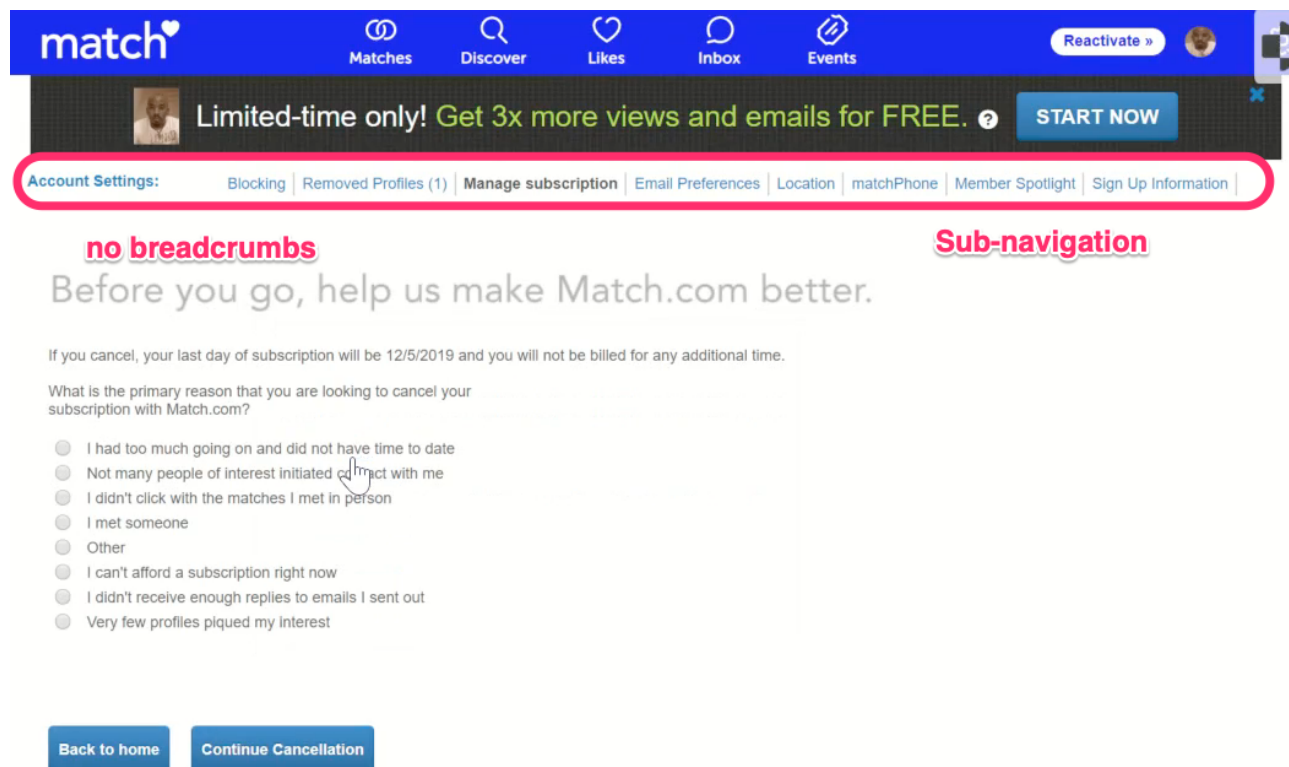 match
Matches Discover Likes Inbox Events
Reactivate »
Limited-time only! Get 3x more views and emails for FREE. ? START NOW
Account Settings: Blocking Removed Profiles (1) Manage subscription Email Preferences Location matchPhone Member Spotlight Sign Up Information
no breadcrumbs
Sub-navigation
Before you go, help us make Match.com better.
If you cancel, your last day of subscription will be 12/5/2019 and you will not be billed for any additional time.
What is the primary reason that you are looking to cancel your
subscription with Match.com?
I had too much going on and did not have time to date
Not many people of interest initiated contact with me
I didn't click with the matches I met in person
I met someone
Other
I can't afford a subscription right now
I didn't receive enough replies to emails I sent out
Very few profiles piqued my interest
Back to home Continue Cancellation